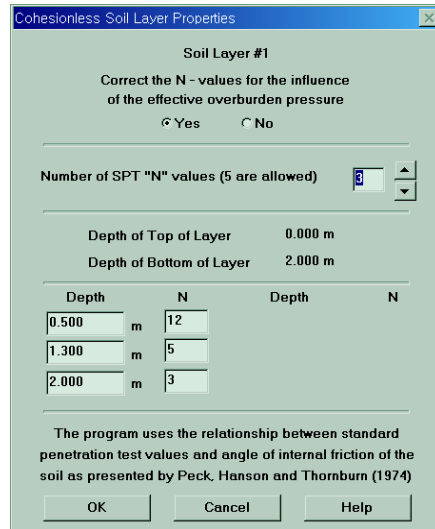 Cohesionless Soil Layer Properties
Soil Layer #1
Correct the N - values for the influence
of the effective overburden pressure
Yes No
Number of SPT "N" values (5 are allowed) 3
Depth of Top of Layer 0.000 m
Depth of Bottom of Layer 2.000 m
Depth N Depth N
0.500 m 12
1.300 m 5
2.000 m 3
The program uses the relationship between standard
penetration test values and angle of internal friction of the
soil as presented by Peck, Hanson and Thornburn (1974)
OK Cancel Help